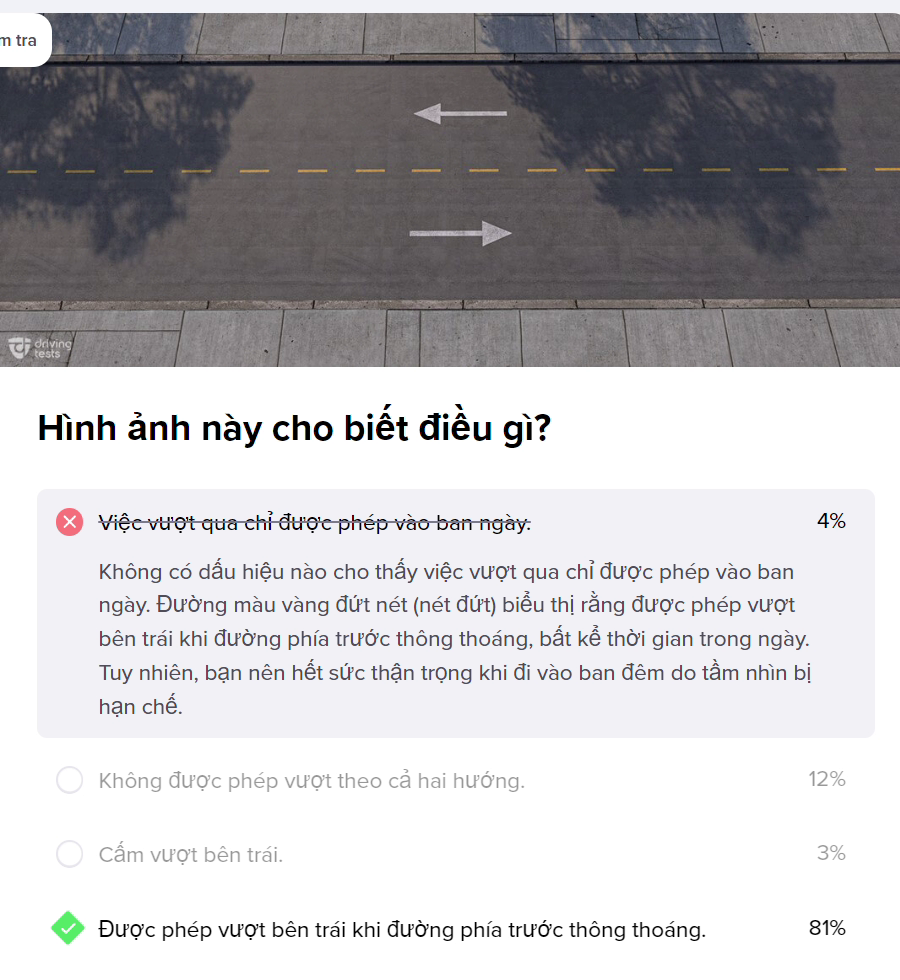 m tra
driving
tests
Hình ảnh này cho biết điều gì?
Việc vượt qua chỉ được phép vào ban ngày. 4%
Không có dấu hiệu nào cho thấy việc vượt qua chỉ được phép vào ban
ngày. Đường màu vàng đứt nét (nét đứt) biểu thị rằng được phép vượt
bên trái khi đường phía trước thông thoáng, bất kể thời gian trong ngày.
Tuy nhiên, bạn nên hết sức thận trọng khi đi vào ban đêm do tầm nhìn bị
hạn chế.
Không được phép vượt theo cả hai hướng. 12%
Cấm vượt bên trái. 3%
Được phép vượt bên trái khi đường phía trước thông thoáng. 81%